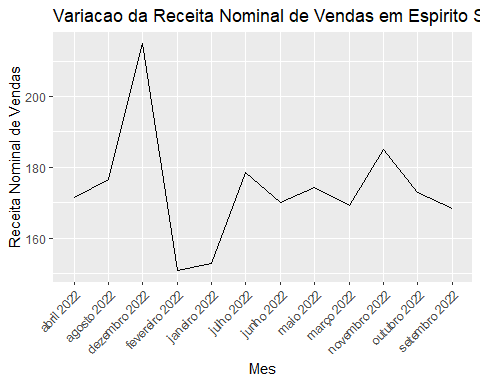 Variacao da Receita Nominal de Vendas em Espirito S
Receita Nominal de Vendas
200
180
160
abril 2022
agosto 2022
dezembro 2022
fevereiro 2022
janeiro 2022
julho 2022
junho 2022
maio 2022
março 2022
novembro 2022
outubro 2022
setembro 2022
Mes